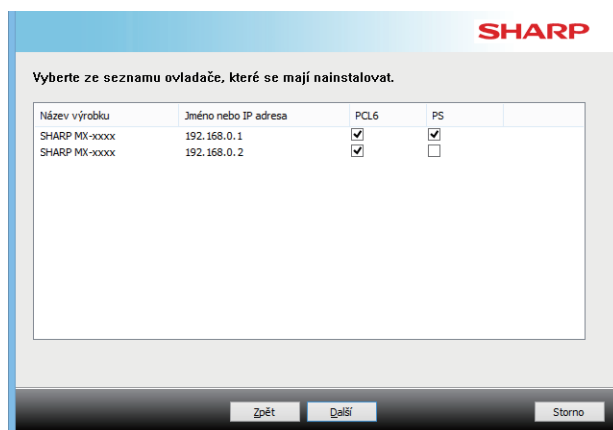 SHARP
Vyberte ze seznamu ovladače, které se mají nainstalovat.
Název výrobku Jméno nebo IP adresa PCL6 PS
SHARP MX-xxxx 192.168.0.1
SHARP MX-xxxx 192.168.0.2
Zpět Další Storno